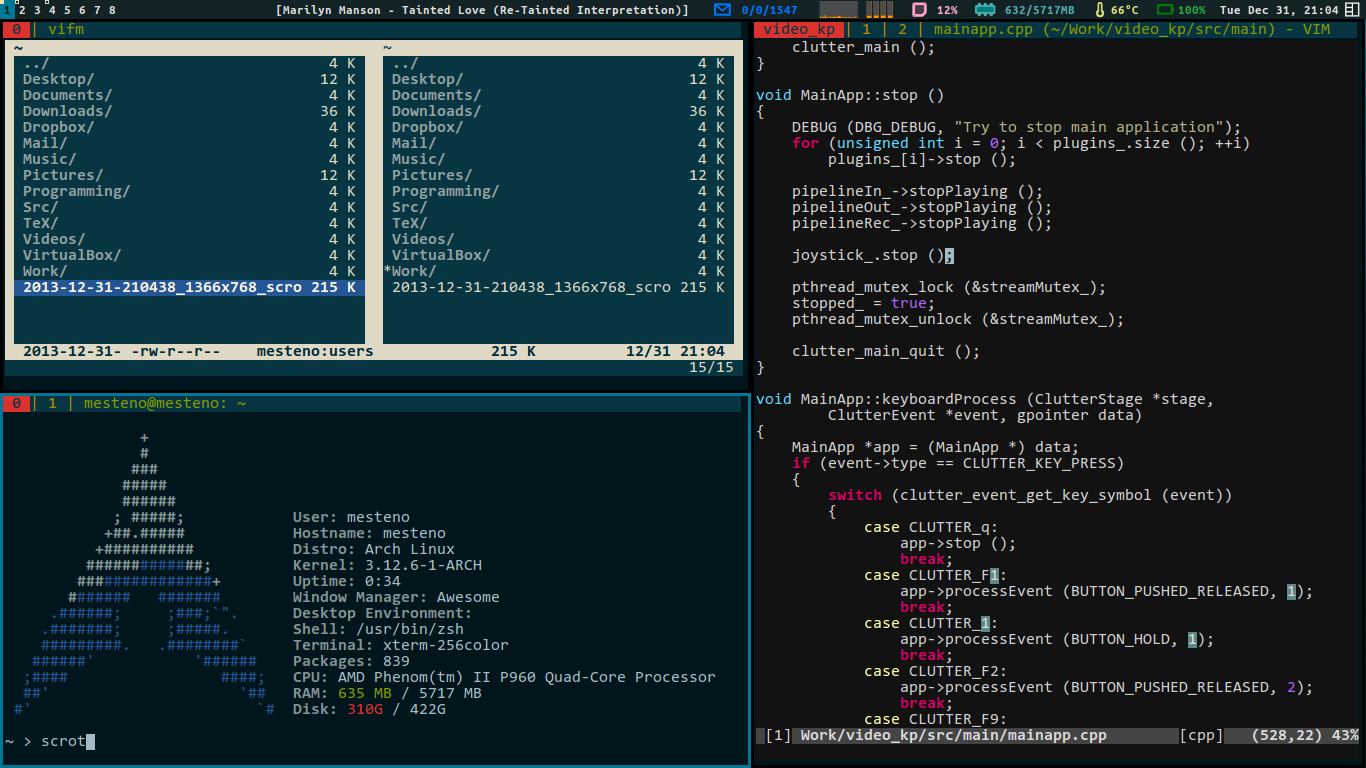 1 2 3 4 5 6 7 8 [Marilyn Manson - Tainted Love (Re-Tainted Interpretation)] 0/0/1547 12% 632/5717MB 66°C 100% Tue Dec 31, 21:04
0 | vifm
~ ~
../ 4 K ../ 4 K
Desktop/ 12 K Desktop/ 12 K
Documents/ 4 K Documents/ 4 K
Downloads/ 36 K Downloads/ 36 K
Dropbox/ 4 K Dropbox/ 4 K
Mail/ 4 K Mail/ 4 K
Music/ 4 K Music/ 4 K
Pictures/ 12 K Pictures/ 12 K
Programming/ 4 K Programming/ 4 K
Src/ 4 K Src/ 4 K
TeX/ 4 K TeX/ 4 K
Videos/ 4 K Videos/ 4 K
VirtualBox/ 4 K VirtualBox/ 4 K
Work/ 4 K *Work/ 4 K
2013-12-31-210438_1366x768_scro 215 K 2013-12-31-210438_1366x768_scro 215 K
2013-12-31- -rw-r--r-- mesteno:users 215 K 12/31 21:04
15/15
0 | 1 | mesteno@mesteno: ~
+
#
###
#####
######
; #####;
+##.#####
+##########
#############;
###############+
####### #######
.######; ;###;`".
.#######; ;#####.
#########. .########`
######' '######
;#### ####;
##' '##
#' `#
User: mesteno
Hostname: mesteno
Distro: Arch Linux
Kernel: 3.12.6-1-ARCH
Uptime: 0:34
Window Manager: Awesome
Desktop Environment:
Shell: /usr/bin/zsh
Terminal: xterm-256color
Packages: 839
CPU: AMD Phenom(tm) II P960 Quad-Core Processor
RAM: 635 MB / 5717 MB
Disk: 310G / 422G
~ > scrot
video_kp | 1 | 2 | mainapp.cpp (~/Work/video_kp/src/main) - VIM
clutter_main ();
}
void MainApp::stop ()
{
DEBUG (DBG_DEBUG, "Try to stop main application");
for (unsigned int i = 0; i < plugins_.size (); ++i)
plugins_[i]->stop ();
pipelineIn_->stopPlaying ();
pipelineOut_->stopPlaying ();
pipelineRec_->stopPlaying ();
joystick_.stop ();
pthread_mutex_lock (&streamMutex_);
stopped_ = true;
pthread_mutex_unlock (&streamMutex_);
clutter_main_quit ();
}
void MainApp::keyboardProcess (ClutterStage *stage,
ClutterEvent *event, gpointer data)
{
MainApp *app = (MainApp *) data;
if (event->type == CLUTTER_KEY_PRESS)
{
switch (clutter_event_get_key_symbol (event))
{
case CLUTTER_q:
app->stop ();
break;
case CLUTTER_F1:
app->processEvent (BUTTON_PUSHED_RELEASED, 1);
break;
case CLUTTER_1:
app->processEvent (BUTTON_HOLD, 1);
break;
case CLUTTER_F2:
app->processEvent (BUTTON_PUSHED_RELEASED, 2);
break;
case CLUTTER_F9:
[1] Work/video_kp/src/main/mainapp.cpp [cpp] (528,22) 43%